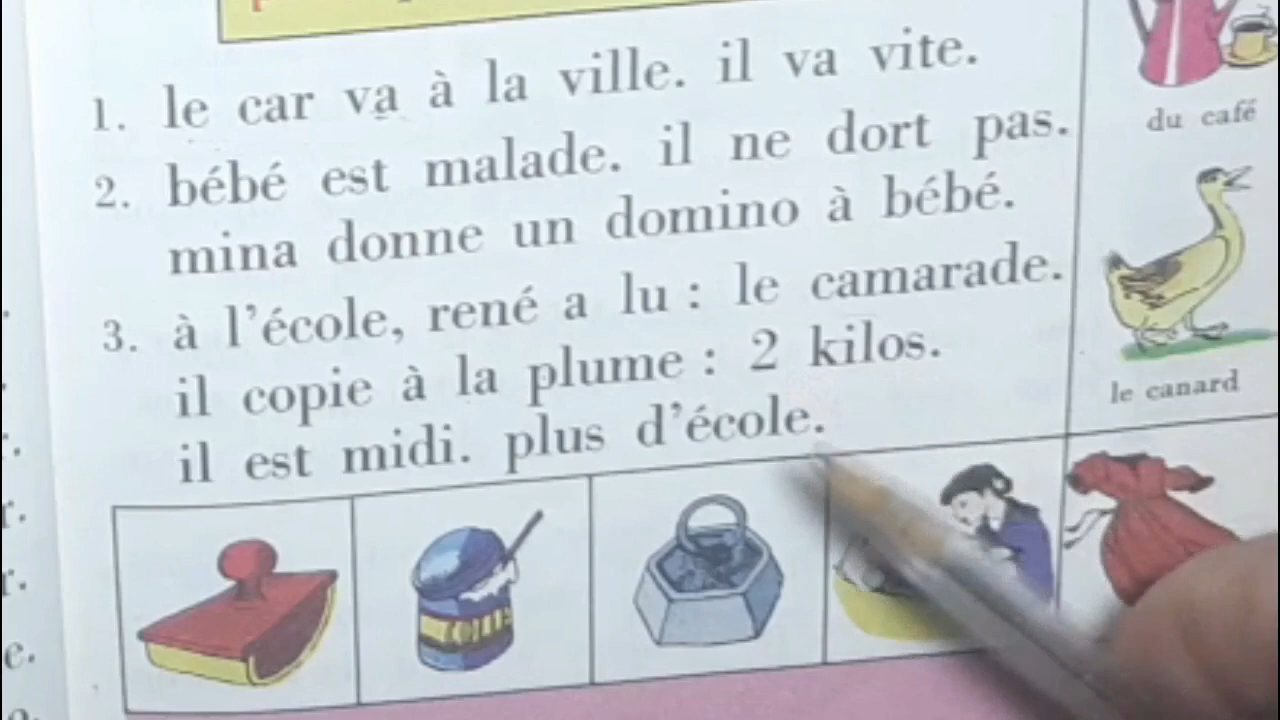 1. le car va à la ville. il va vite.
2. bébé est malade. il ne dort pas.
mina donne un domino à bébé.
3. à l'école, rené a lu : le camarade.
il copie à la plume : 2 kilos.
il est midi. plus d'école.
du café
le canard